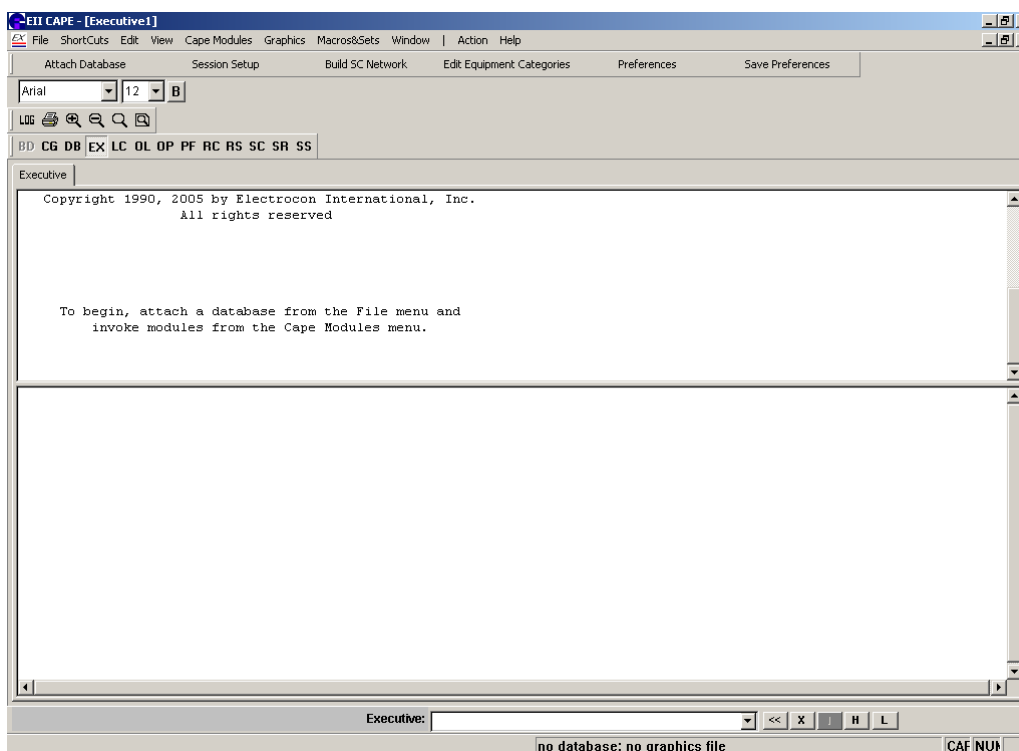 EII CAPE - [Executive1]
EX File ShortCuts Edit View Cape Modules Graphics Macros&Sets Window | Action Help
Attach Database Session Setup Build SC Network Edit Equipment Categories Preferences Save Preferences
Arial 12 B
LOG
BD CG DB EX LC OL OP PF RC RS SC SR SS
Executive
Copyright 1990, 2005 by Electrocon International, Inc.
All rights reserved
To begin, attach a database from the File menu and
invoke modules from the Cape Modules menu.
Executive: << X J H L
no database; no graphics file CAP NUM